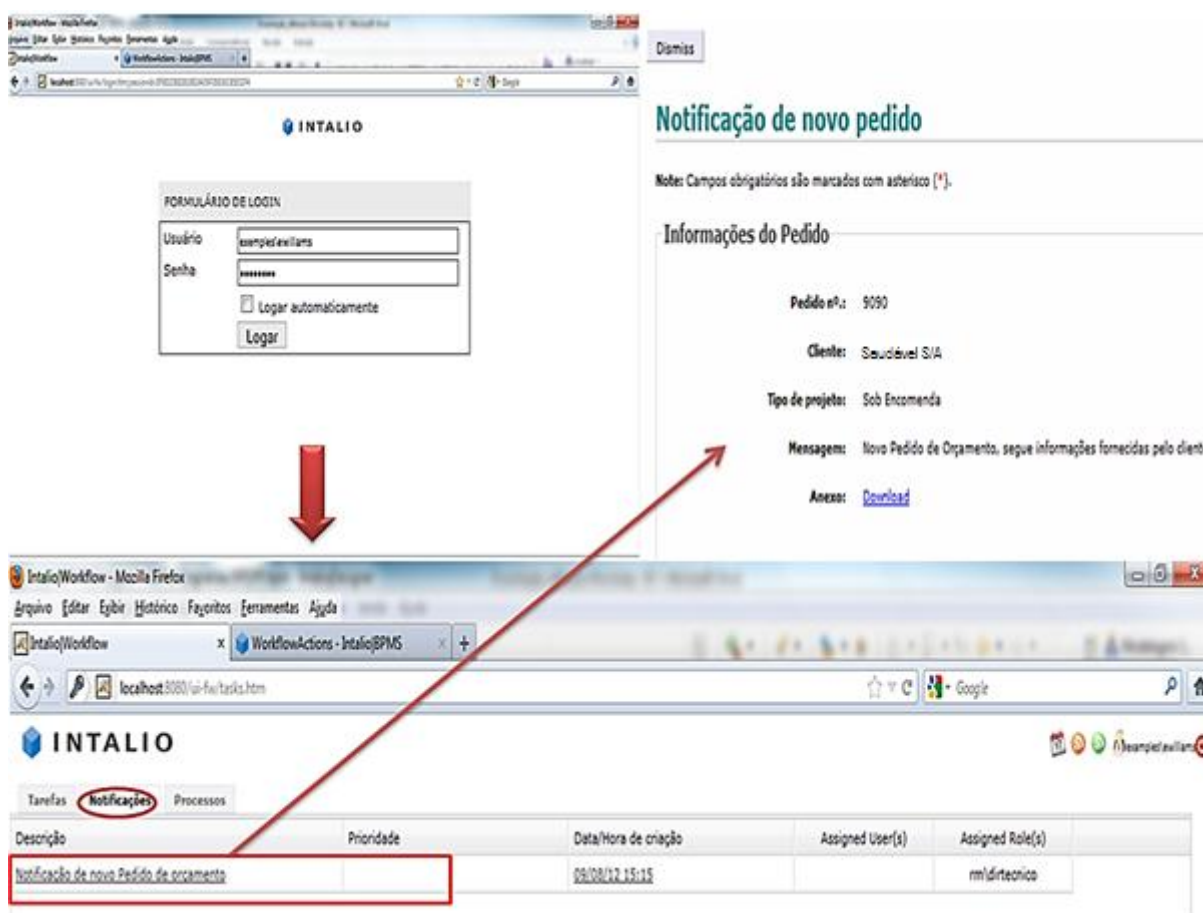 INTALIO
FORMULÁRIO DE LOGIN
Usuário
Senha
Logar automaticamente
Logar
Dismiss
Notificação de novo pedido
Note: Campos obrigatórios são marcados com asterisco (*).
Informações do Pedido
Pedido nº.: 9090
Cliente: Saudável S/A
Tipo de projeto: Sob Encomenda
Mensagem: Novo Pedido de Orçamento, segue informações fornecidas pelo client
Anexo: Download
Intalio|Workflow - Mozilla Firefox
Arquivo Editar Exibir Histórico Favoritos Ferramentas Ajuda
Intalio|Workflow x WorkflowActions - Intalio|BPMS x +
localhost:8080/ui-fw/tasks.htm Google
INTALIO
Tarefas Notificações Processos
Descrição Prioridade Data/Hora de criação Assigned User(s) Assigned Role(s)
Notificação de novo Pedido de orçamento 09/08/12 15:15 rm\dirtecnico